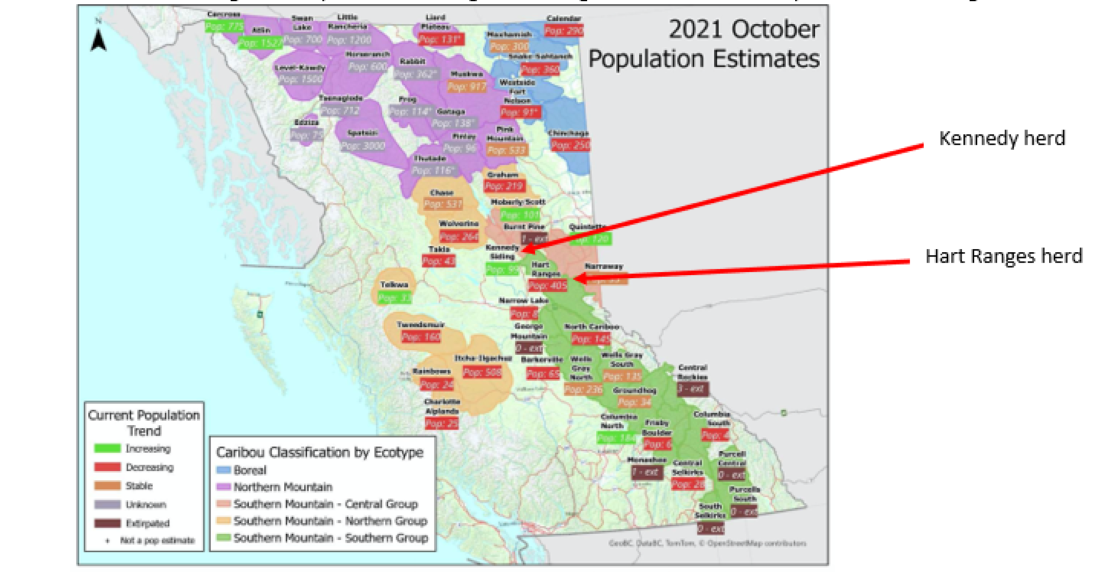 2021 October
Population Estimates
N
Carcross
Pop: 775
Atlin
Pop: 1527
Swan
Lake
Pop: 700
Little
Rancheria
Pop: 1200
Liard
Plateau
Pop: 131*
Calendar
Pop: 290
Maxhamish
Pop: 300
Snake-Sahtaneh
Pop: 360
Horseranch
Pop: 600
Level-Kawdy
Pop: 1500
Rabbit
Pop: 362*
Muskwa
Pop: 917
Westside
Fort
Nelson
Pop: 91*
Tsenaglode
Pop: 712
Frog
Pop: 114*
Gataga
Pop: 138*
Edziza
Pop: 75
Spatsizi
Pop: 3000
Finlay
Pop: 96
Pink
Mountain
Pop: 533
Chinchaga
Pop: 250
Kennedy herd
Thutade
Pop: 116*
Graham
Pop: 219
Chase
Pop: 531
Moberly/Scott
Pop: 101
Wolverine
Pop: 264
Burnt Pine
1 - ext
Quintette
Pop: 120
Takla
Pop: 43
Kennedy
Siding
Hart
Ranges
Pop: 405
Narraway
Hart Ranges herd
Telkwa
Narrow Lake
Pop: 8
Tweedsmuir
Pop: 160
George
Mountain
0 - ext
North Cariboo
Pop: 145
Itcha-Ilgachuz
Pop: 508
Barkerville
Pop: 65
Wells
Gray
North
Pop: 236
Wells Gray
South
Pop: 135
Rainbows
Pop: 24
Central
Rockies
3 - ext
Groundhog
Pop: 34
Charlotte
Alplands
Pop: 25
Columbia
North
Pop: 184
Frisby
Boulder
Pop: 6
Columbia
South
Pop: 4
Monashee
1 - ext
Central
Selkirks
Pop: 28
Purcell
Central
0 - ext
Purcells
South
0 - ext
South
Selkirks
0 - ext
Current Population
Trend
Increasing
Decreasing
Stable
Unknown
Extirpated
+ Not a pop estimate
Caribou Classification by Ecotype
Boreal
Northern Mountain
Southern Mountain - Central Group
Southern Mountain - Northern Group
Southern Mountain - Southern Group
GeoBC, DataBC, TomTom, © OpenStreetMap contributors